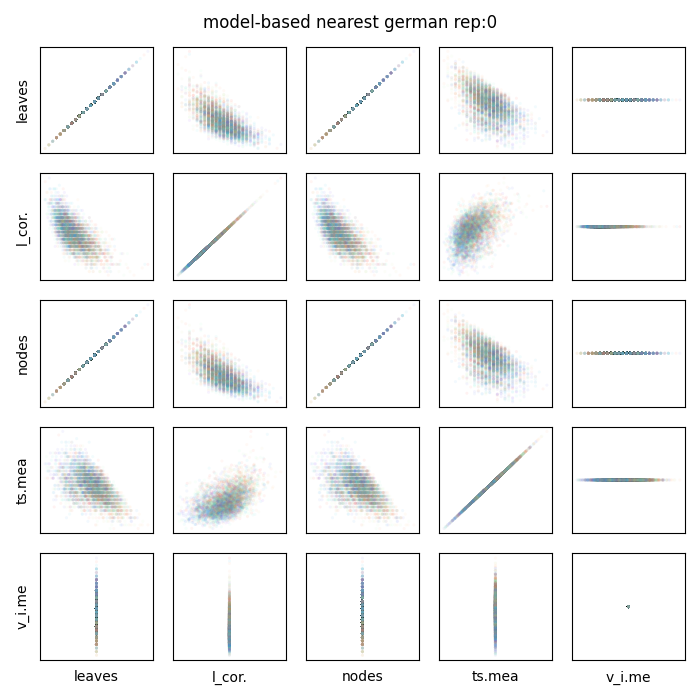 model-based nearest german rep:0
leaves
l_cor.
nodes
ts.mea
v_i.me
leaves
l_cor.
nodes
ts.mea
v_i.me